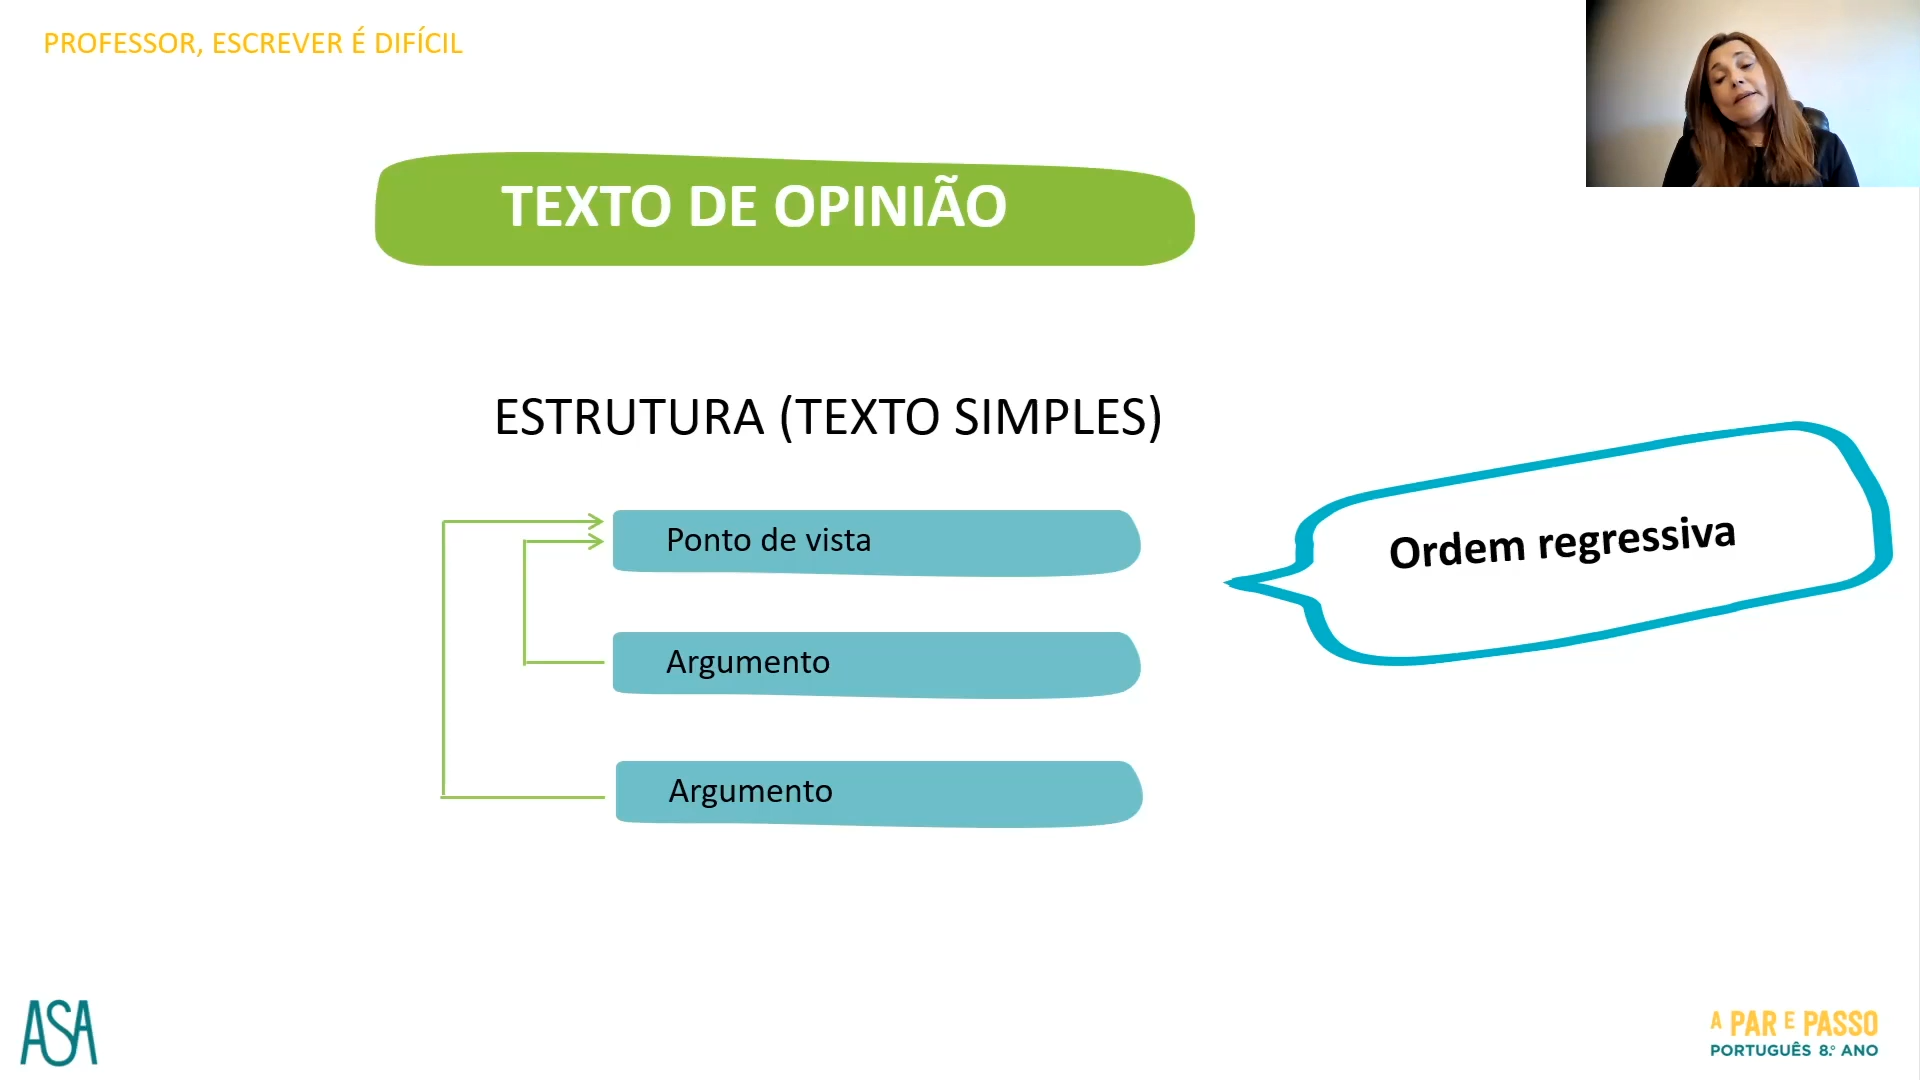 PROFESSOR, ESCREVER É DIFÍCIL
TEXTO DE OPINIÃO
ESTRUTURA (TEXTO SIMPLES)
Ponto de vista
Ordem regressiva
Argumento
Argumento
ASA
A PAR E PASSO
PORTUGUÊS 8.º ANO